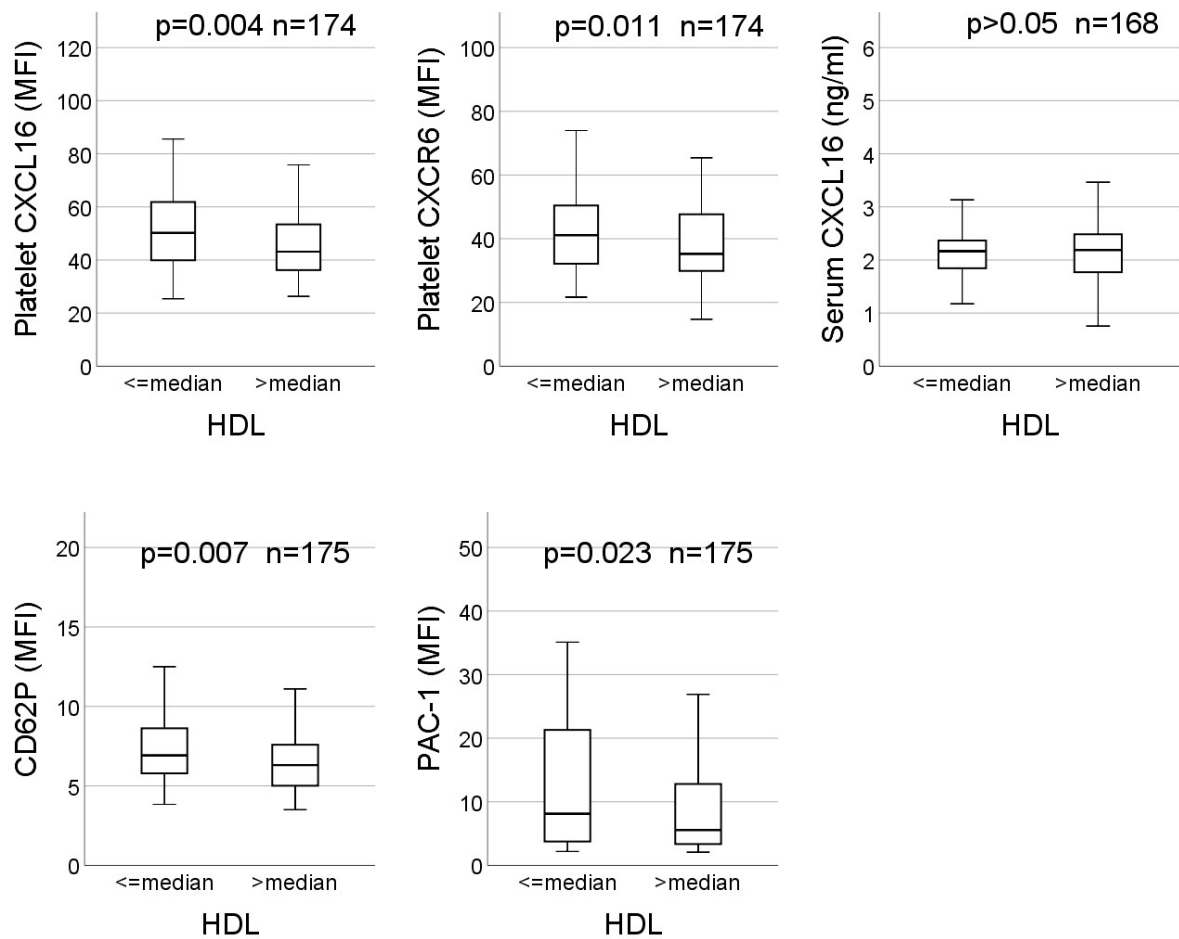 p=0.004 n=174
Platelet CXCL16 (MFI)
120
100
80
60
40
20
0
<=median >median
HDL
p=0.011 n=174
Platelet CXCR6 (MFI)
100
80
60
40
20
0
<=median >median
HDL
p>0.05 n=168
Serum CXCL16 (ng/ml)
6
5
4
3
2
1
0
<=median >median
HDL
p=0.007 n=175
CD62P (MFI)
20
15
10
5
0
<=median >median
HDL
p=0.023 n=175
PAC-1 (MFI)
50
40
30
20
10
0
<=median >median
HDL